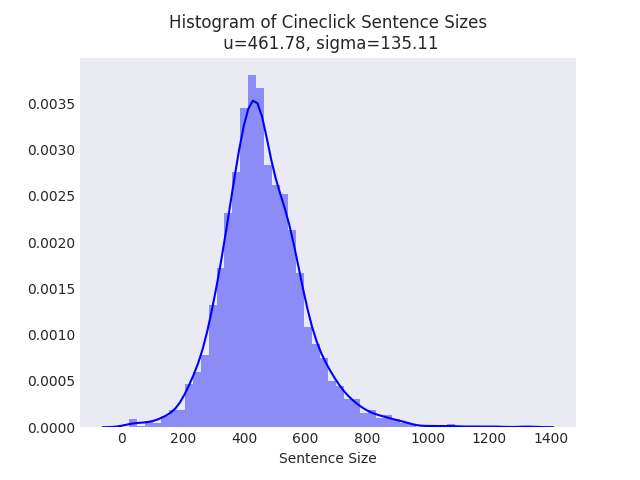 Histogram of Cineclick Sentence Sizes
u=461.78, sigma=135.11
0.0035
0.0030
0.0025
0.0020
0.0015
0.0010
0.0005
0.0000
0 200 400 600 800 1000 1200 1400
Sentence Size